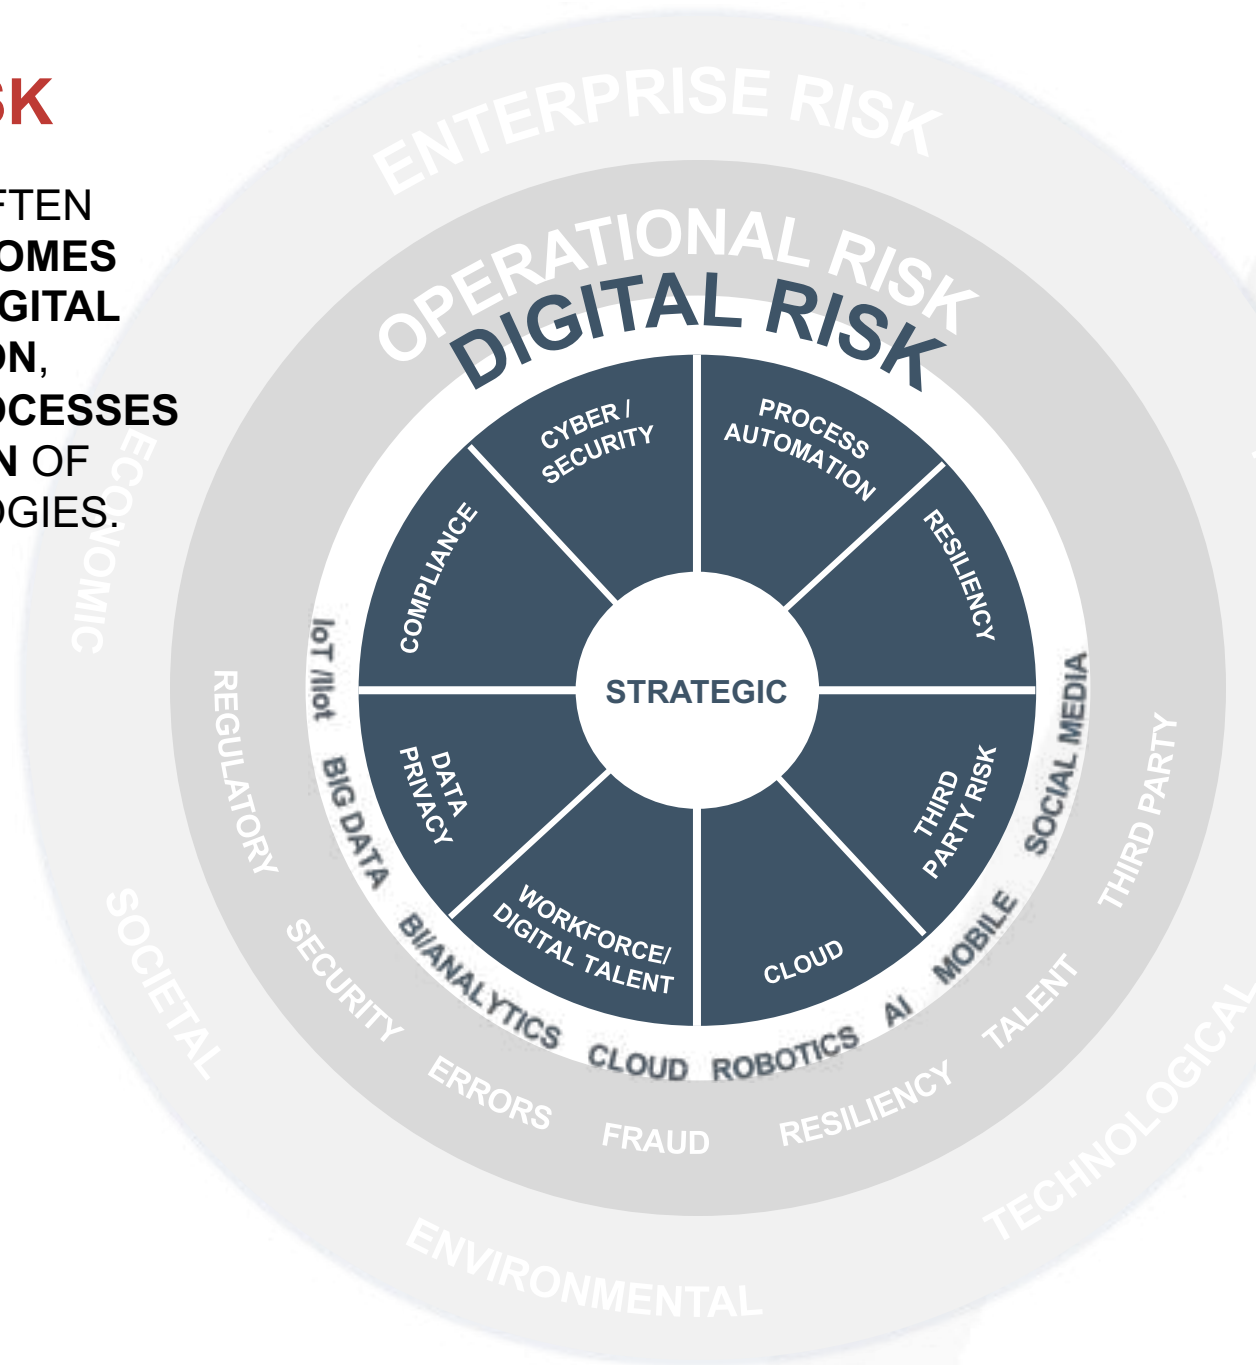 SK
FTEN
OMES
GITAL
ON,
OCESSES
N OF
OGIES.
ENTERPRISE RISK
OPERATIONAL RISK
DIGITAL RISK
CYBER /
SECURITY
PROCESS
AUTOMATION
COMPLIANCE
RESILIENCY
STRATEGIC
DATA
PRIVACY
THIRD
PARTY RISK
WORKFORCE/
DIGITAL TALENT
CLOUD
IoT /IIot
BIG DATA
BI/ANALYTICS
CLOUD
ROBOTICS
AI
MOBILE
SOCIAL MEDIA
REGULATORY
SECURITY
ERRORS
FRAUD
RESILIENCY
TALENT
THIRD PARTY
ECONOMIC
SOCIETAL
ENVIRONMENTAL
TECHNOLOGICAL